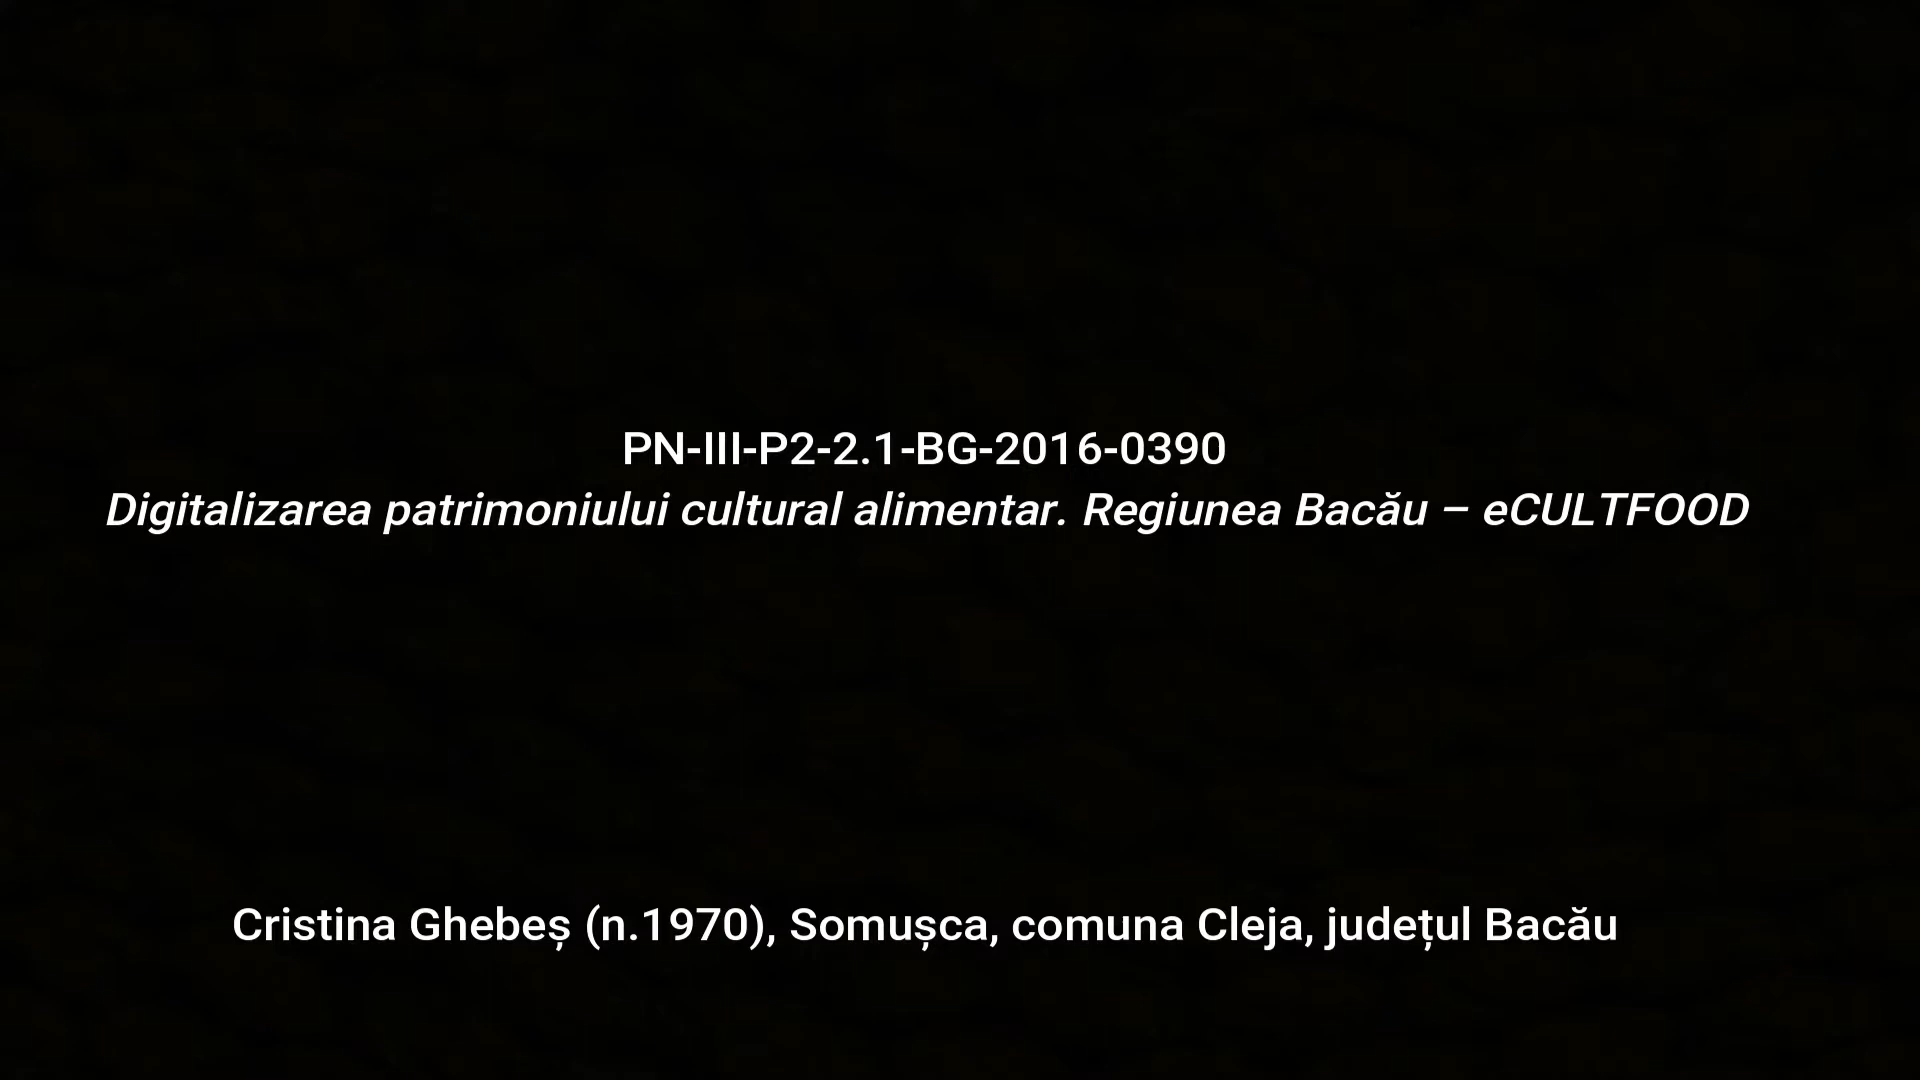 PN-III-P2-2.1-BG-2016-0390
Digitalizarea patrimoniului cultural alimentar. Regiunea Bacău – eCULTFOOD
Cristina Ghebeș (n.1970), Somușca, comuna Cleja, județul Bacău